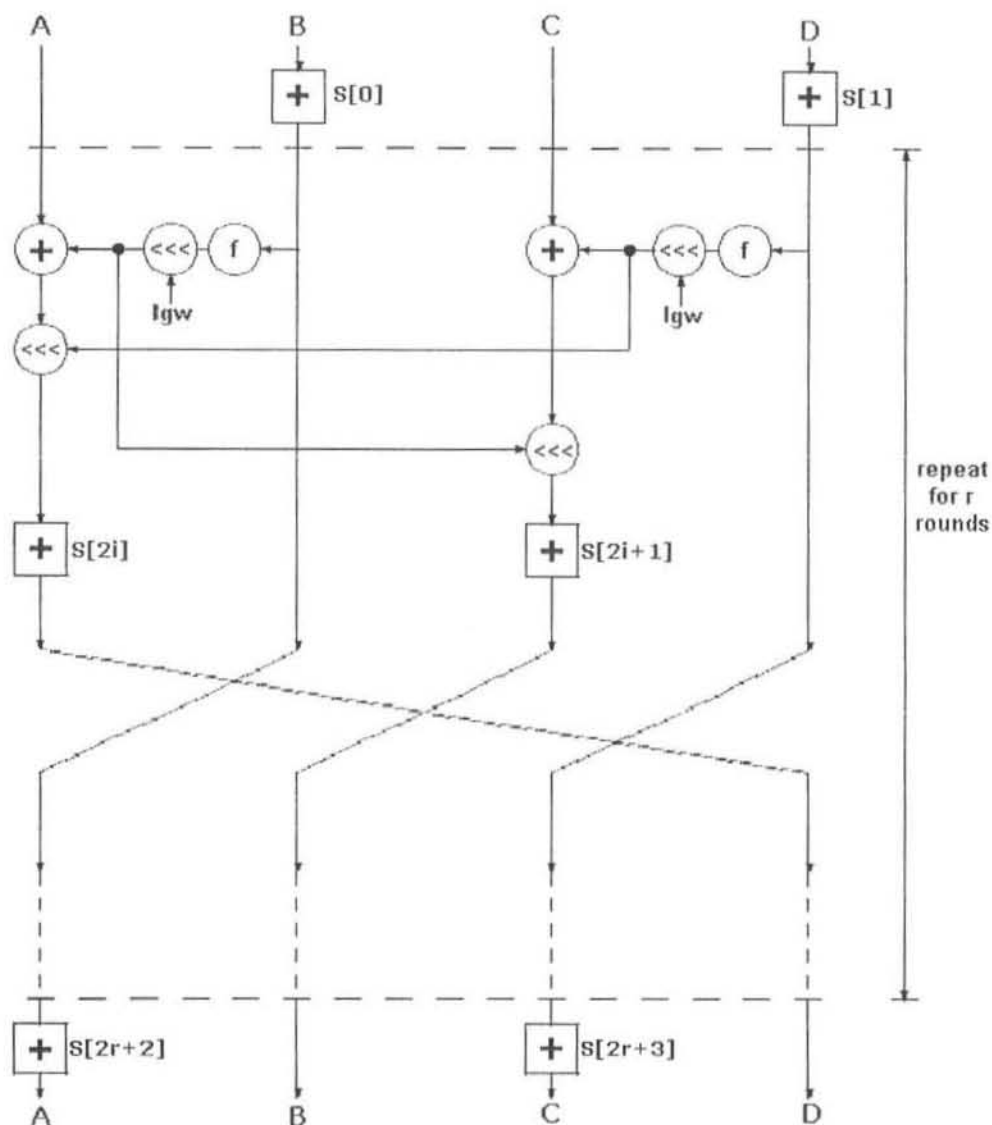 A B C D
+ S[0] + S[1]
+ <<< f + <<< f
lgw lgw
<<<
<<<
repeat
for r
rounds
+ S[2i] + S[2i+1]
+ S[2r+2] + S[2r+3]
A B C D